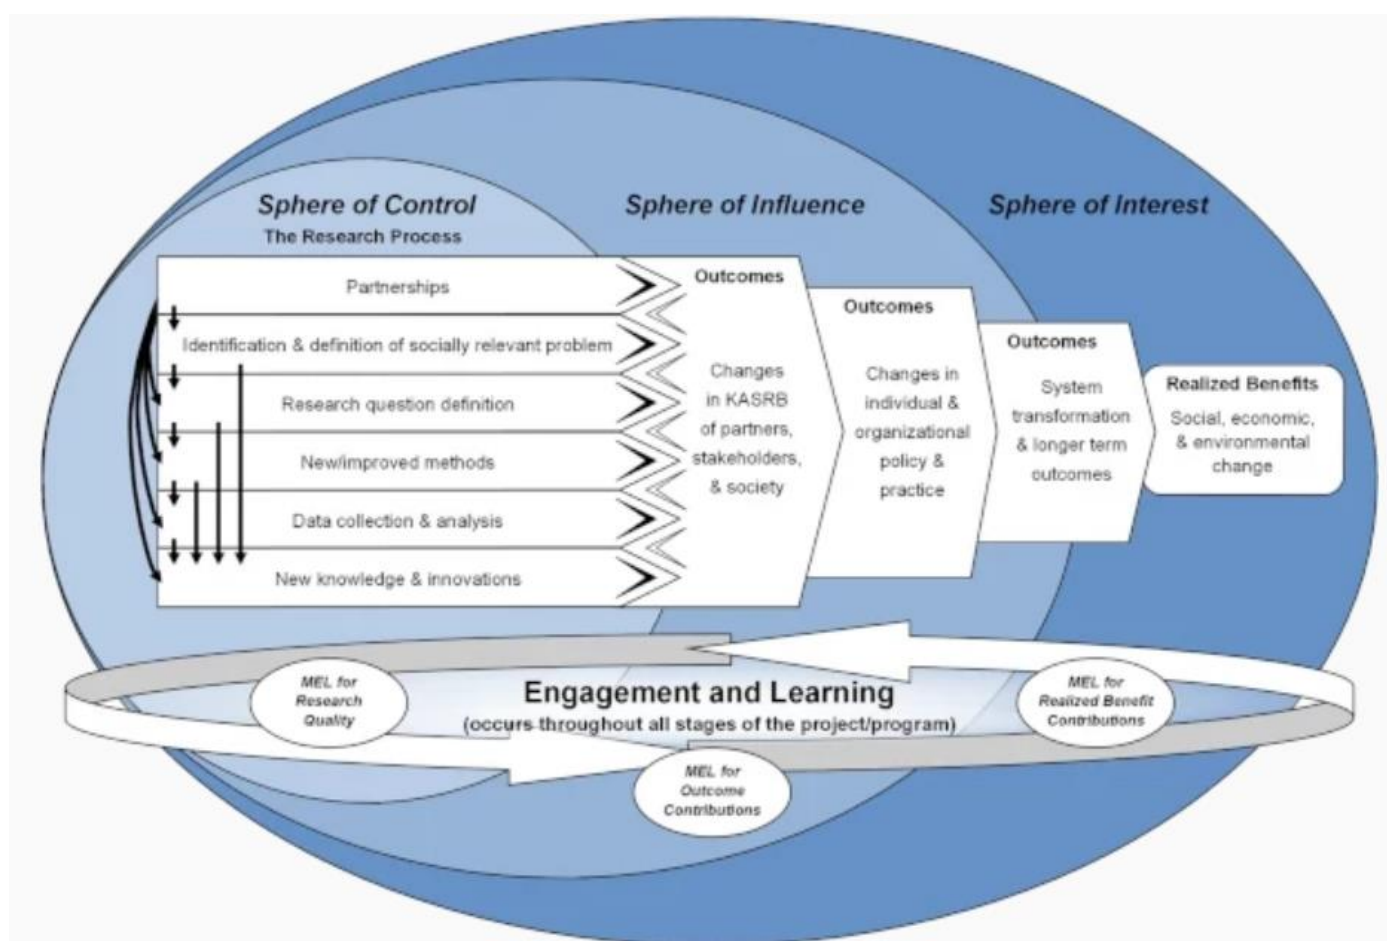 Sphere of Control
The Research Process
Sphere of Influence
Sphere of Interest
Partnerships
Identification & definition of socially relevant problem
Research question definition
New/improved methods
Data collection & analysis
New knowledge & innovations
Outcomes
Changes
in KASRB
of partners,
stakeholders,
& society
Outcomes
Changes in
individual &
organizational
policy &
practice
Outcomes
System
transformation
& longer term
outcomes
Realized Benefits
Social, economic,
& environmental
change
MEL for
Research
Quality
Engagement and Learning
(occurs throughout all stages of the project/program)
MEL for
Realized Benefit
Contributions
MEL for
Outcome
Contributions